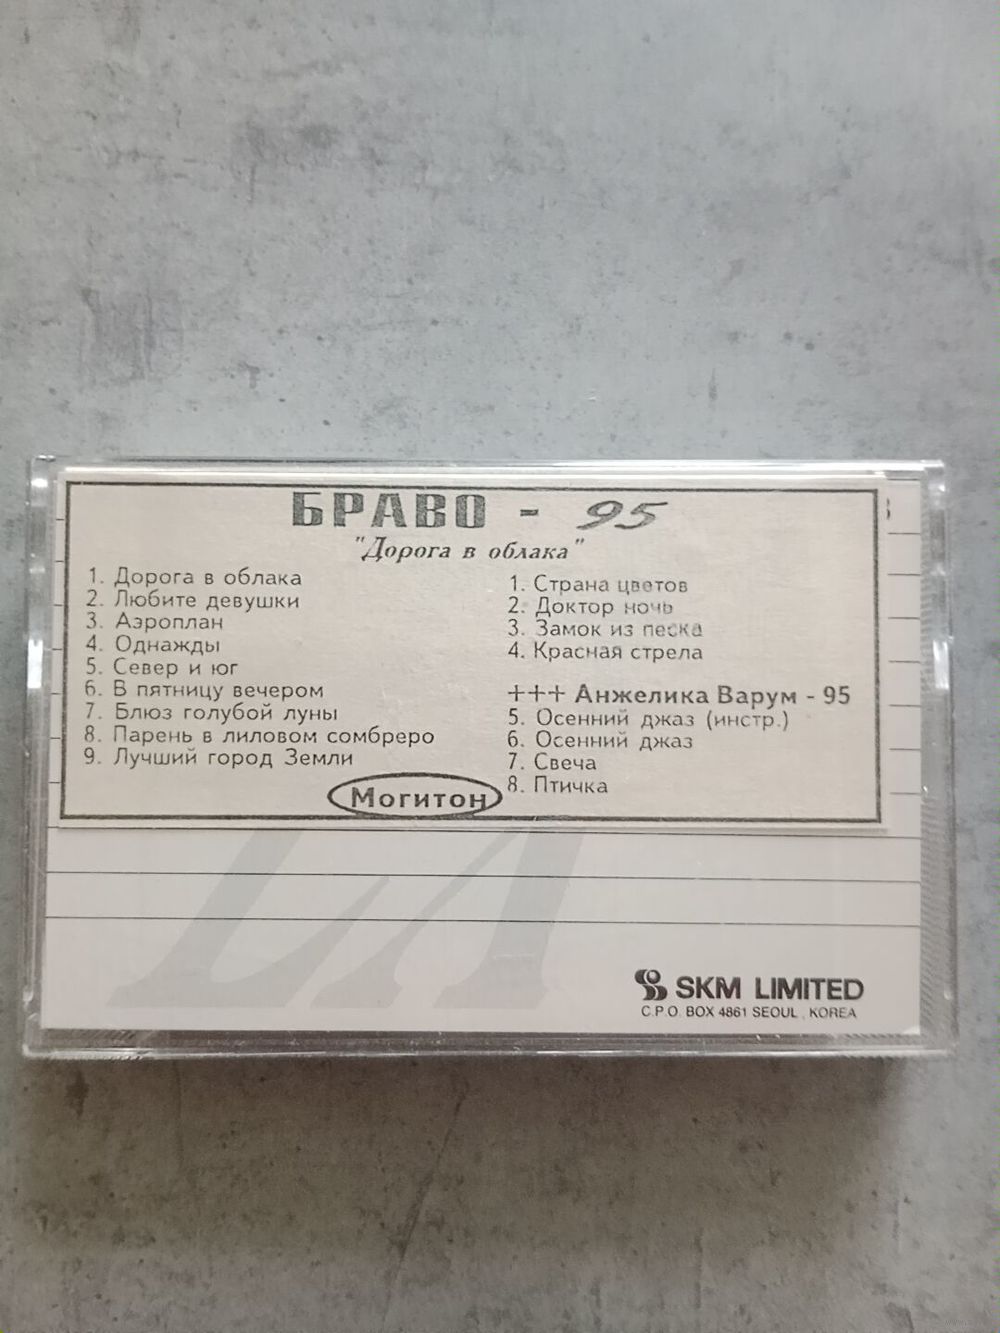 БРАВО - 95
"Дорога в облака"
1. Дорога в облака
2. Любите девушки
3. Аэроплан
4. Однажды
5. Север и юг
6. В пятницу вечером
7. Блюз голубой луны
8. Парень в лиловом сомбреро
9. Лучший город Земли
1. Страна цветов
2. Доктор ночь
3. Замок из песка
4. Красная стрела
+++ Анжелика Варум - 95
5. Осенний джаз (инстр.)
6. Осенний джаз
7. Свеча
8. Птичка
Могитон
LA
SKM LIMITED
C.P.O. BOX 4861 SEOUL, KOREA